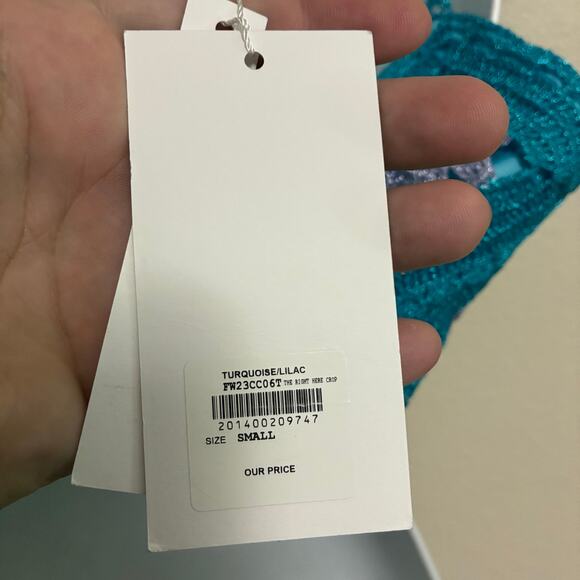 TURQUOISE/LILAC
FW23CC06T THE RIGHT HERE CROP
201400209747
SIZE SMALL
OUR PRICE